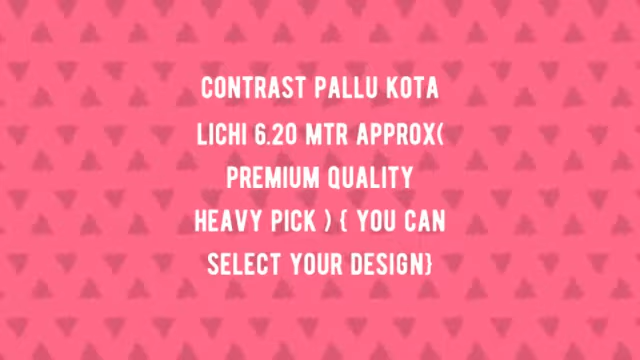 CONTRAST PALLU KOTA
LICHI 6.20 MTR APPROX(
PREMIUM QUALITY
HEAVY PICK ) { YOU CAN
SELECT YOUR DESIGN}